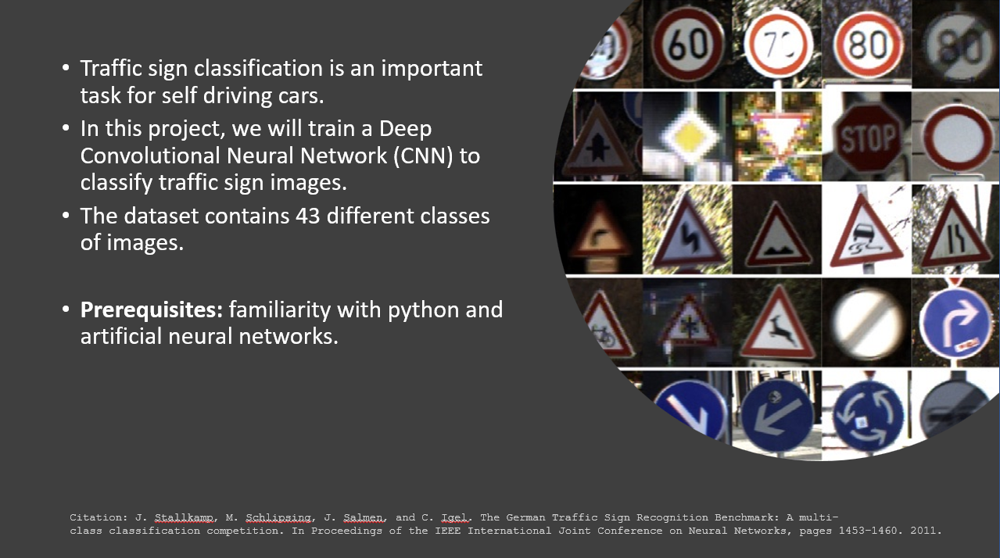 • Traffic sign classification is an important
task for self driving cars.
• In this project, we will train a Deep
Convolutional Neural Network (CNN) to
classify traffic sign images.
• The dataset contains 43 different classes
of images.
• Prerequisites: familiarity with python and
artificial neural networks.
60
70
80
80
STOP
Citation: J. Stallkamp, M. Schlipsing, J. Salmen, and C. Igel. The German Traffic Sign Recognition Benchmark: A multi-
class classification competition. In Proceedings of the IEEE International Joint Conference on Neural Networks, pages 1453–1460. 2011.